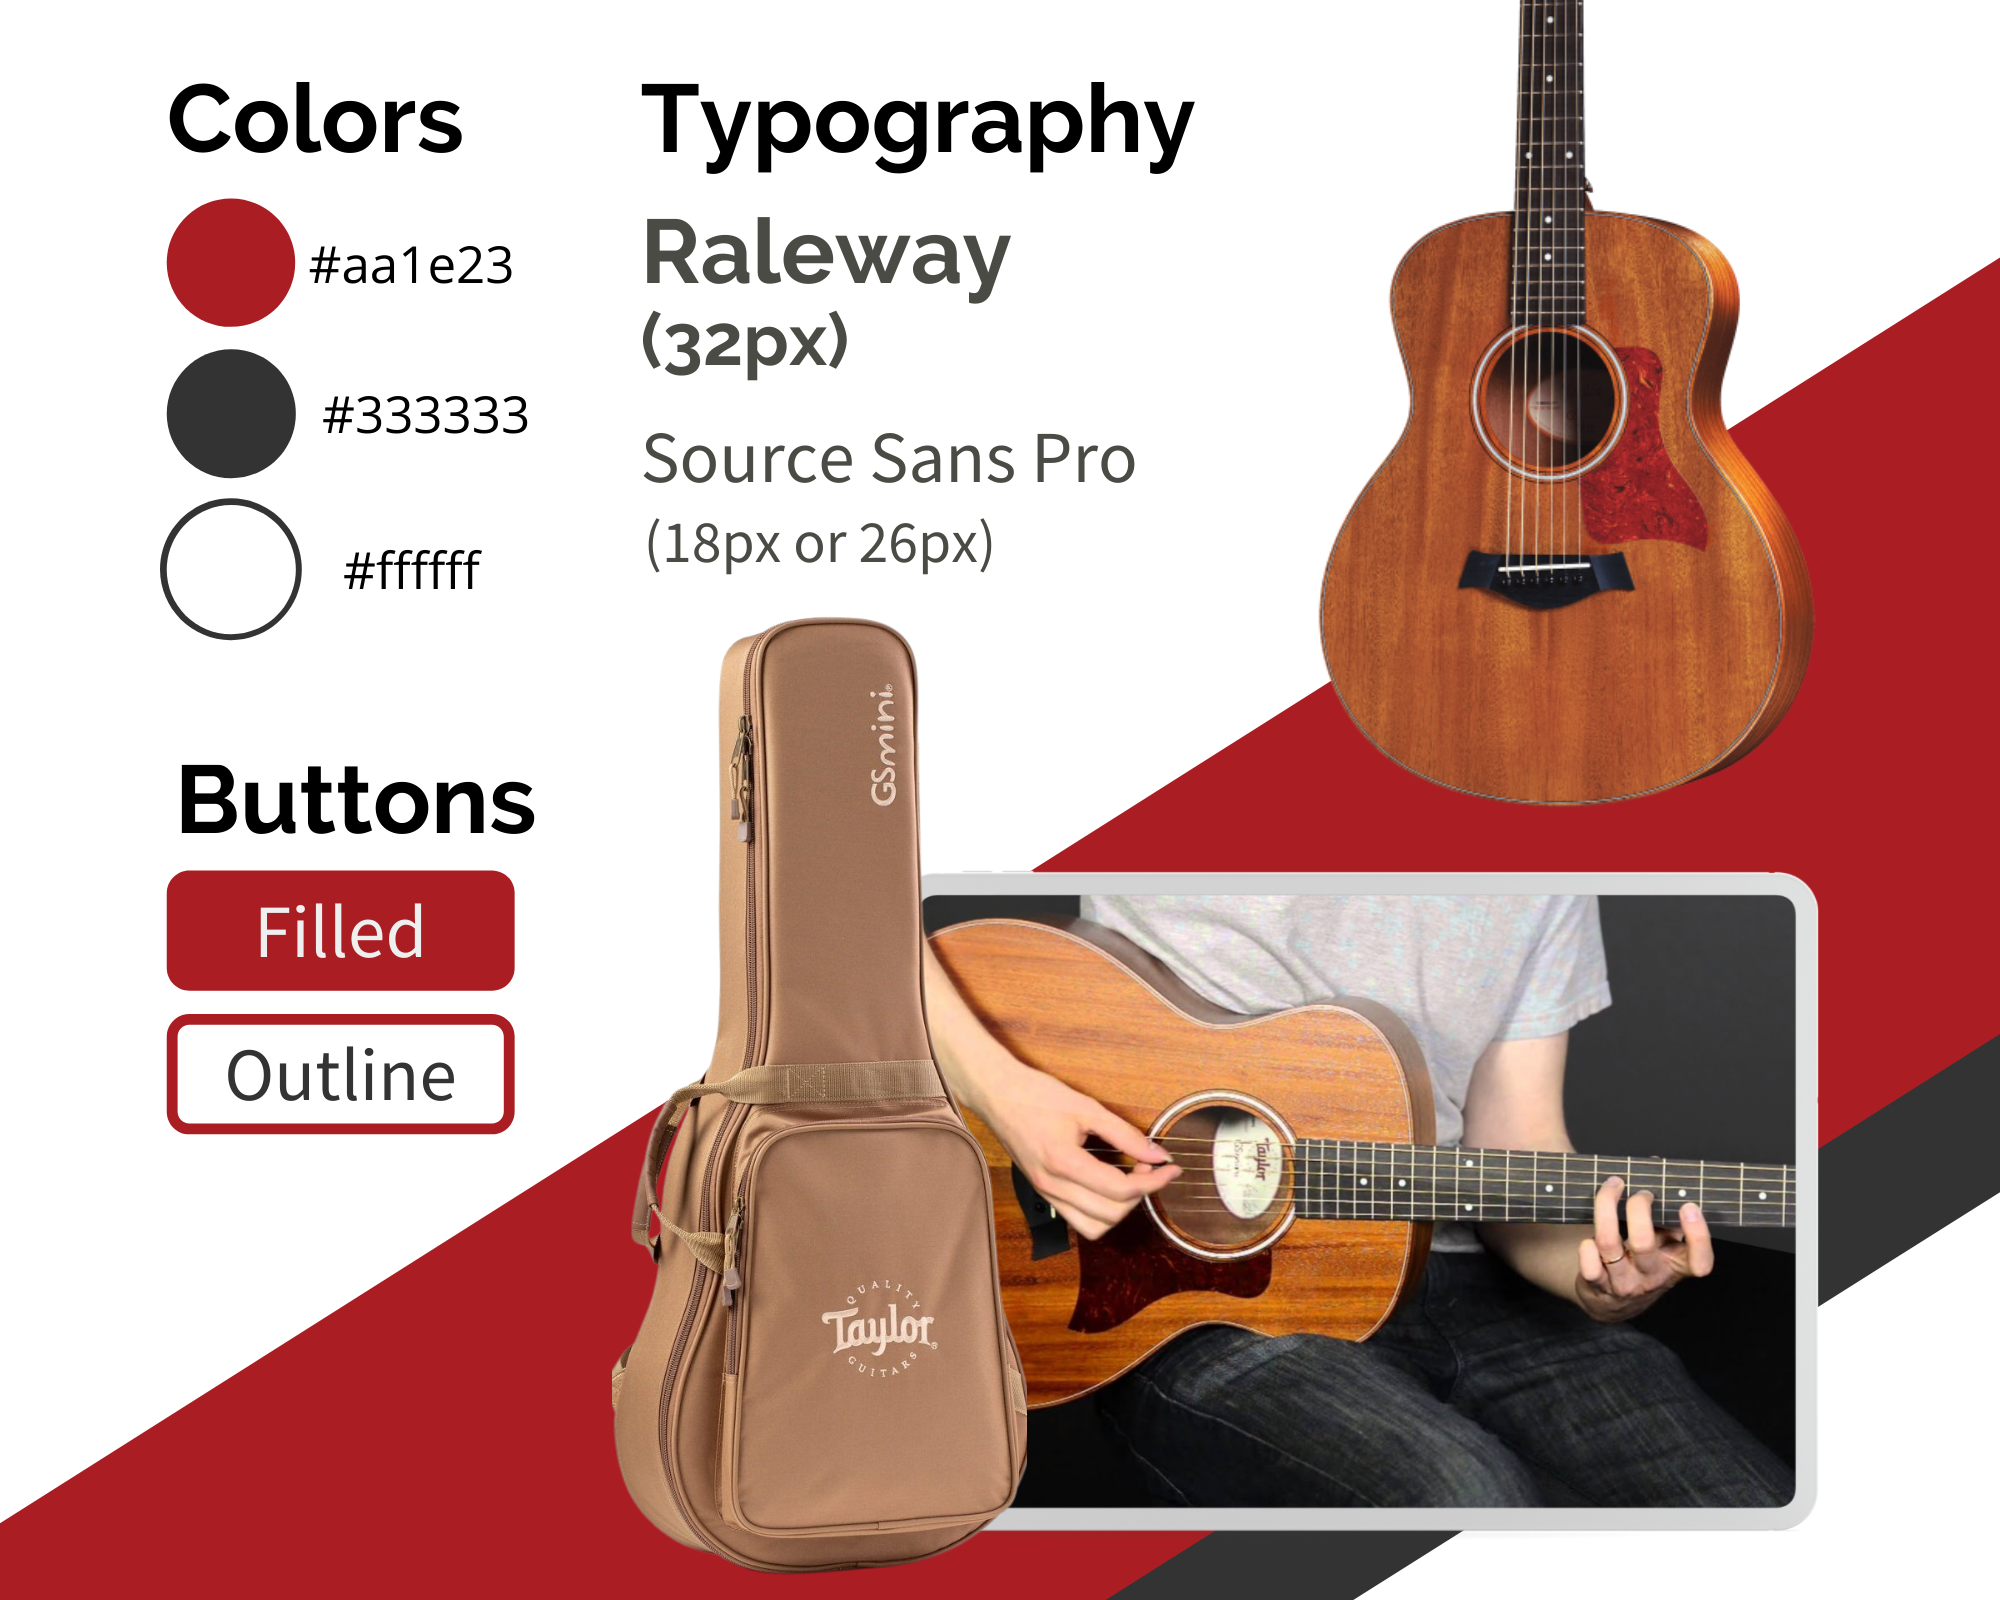 Colors
#aa1e23
#333333
#ffffff
Typography
Raleway
(32px)
Source Sans Pro
(18px or 26px)
Buttons
Filled
Outline
GSmini®
QUALITY
Taylor®
GUITARS
Taylor